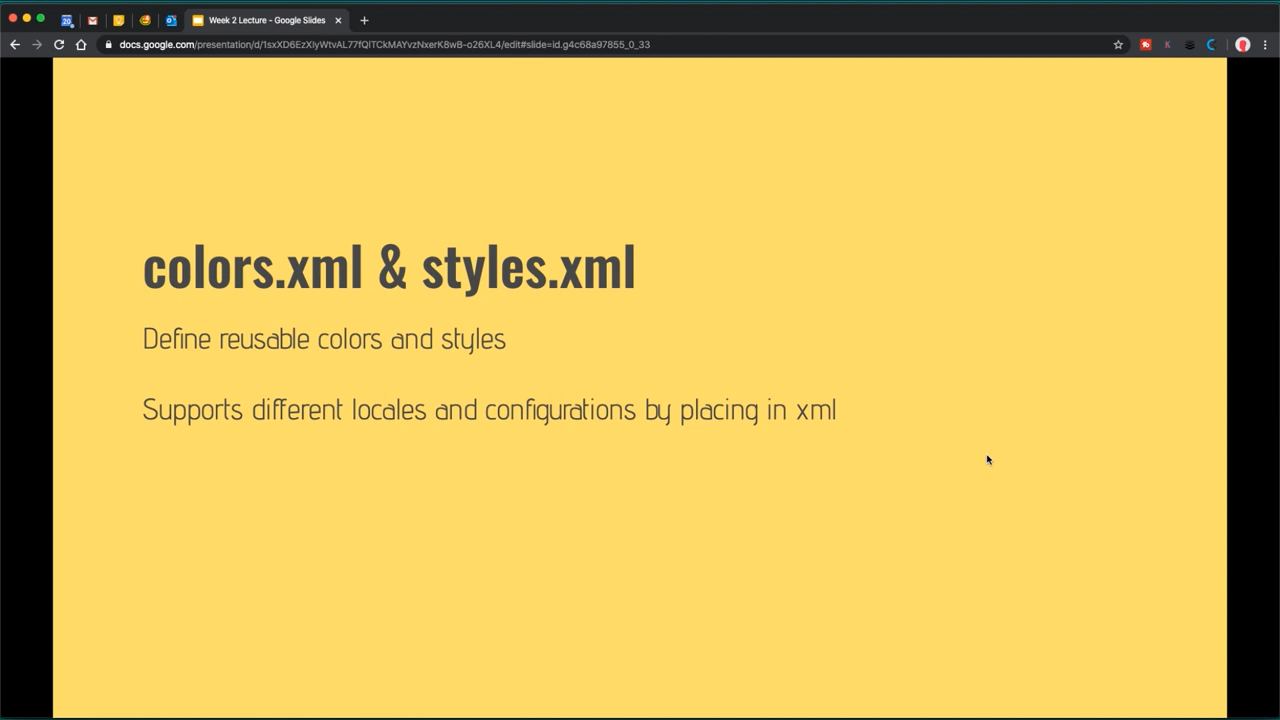 20
Week 2 Lecture - Google Slides
docs.google.com/presentation/d/1sxXD6EzXlyWtvAL77fQlTCkMAYvzNxerK8wB-o26XL4/edit#slide=id.g4c68a97855_0_33
colors.xml & styles.xml
Define reusable colors and styles
Supports different locales and configurations by placing in xml